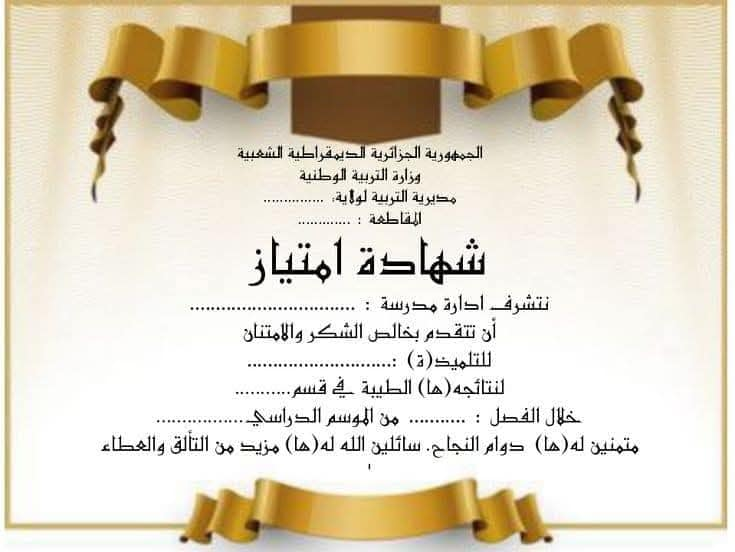 الجمهورية الجزائرية الديمقراطية الشعبية
وزارة التربية الوطنية
مديرية التربية لولاية: ...............
المقاطعة : .............
شهادة امتياز
نتشرف ادارة مدرسة : ................................
أن تتقدم بخالص الشكر والامتنان
للتلميذ(ة) :............................
لنتائجه(ها) الطيبة في قسم...........
خلال الفصل : ........... من الموسم الدراسي.................
متمنين له(ها) دوام النجاح. سائلين الله له(ها) مزيد من التألق والعطاء